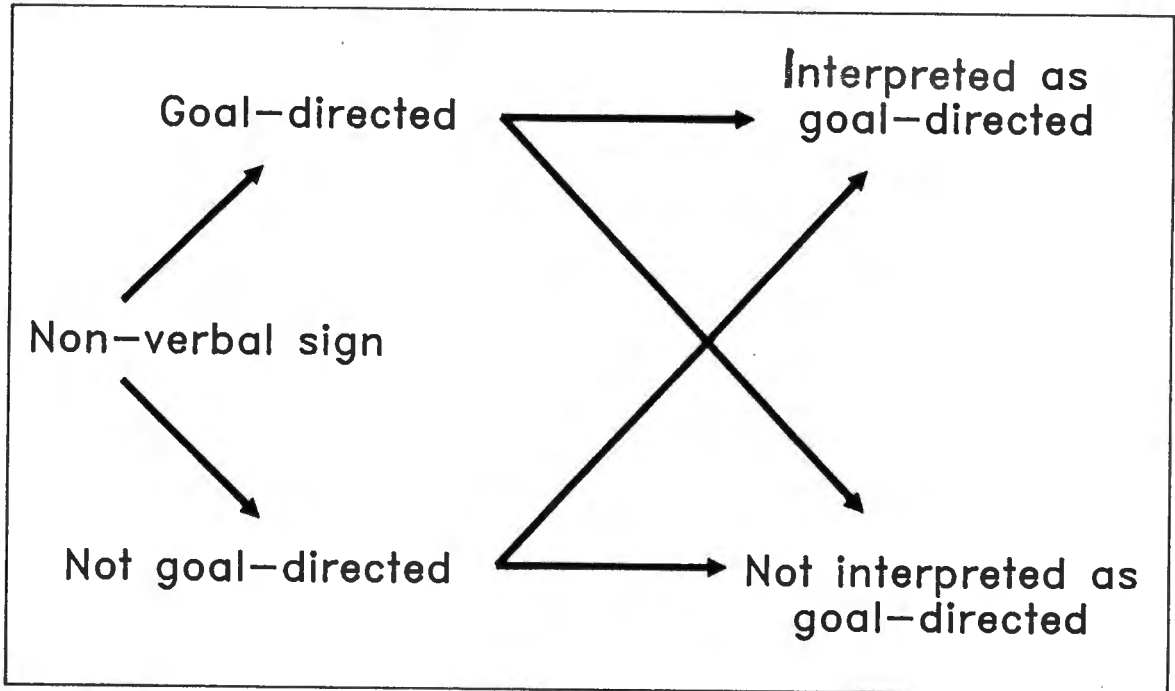 Goal-directed
Interpreted as
goal-directed
Non-verbal sign
Not goal-directed
Not interpreted as
goal-directed